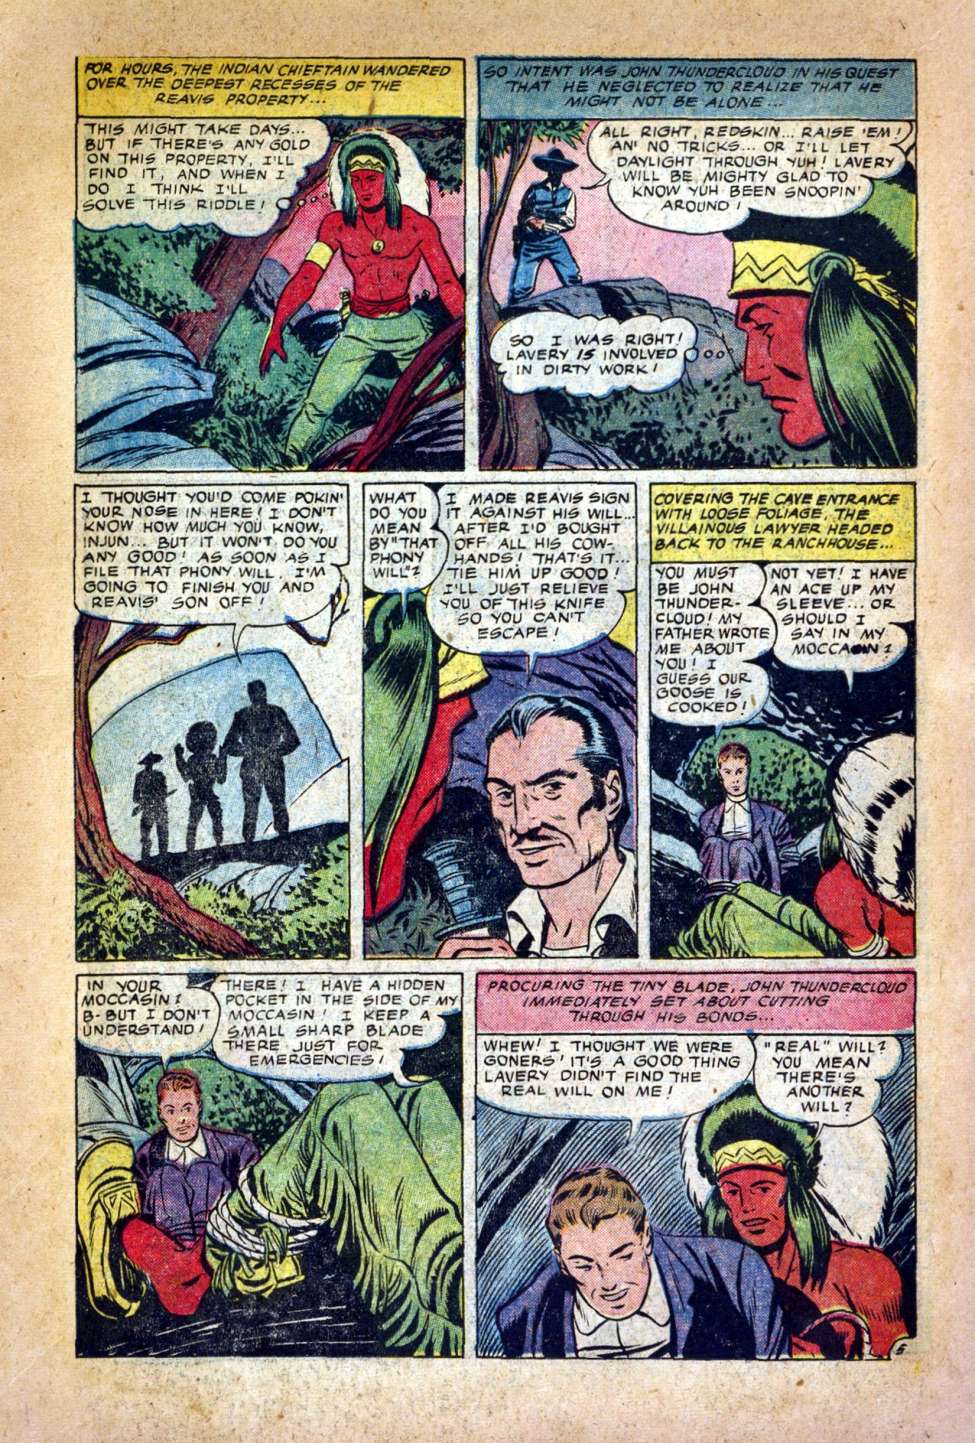 FOR HOURS, THE INDIAN CHIEFTAIN WANDERED
OVER THE DEEPEST RECESSES OF THE
REAVIS PROPERTY...
THIS MIGHT TAKE DAYS...
BUT IF THERE'S ANY GOLD
ON THIS PROPERTY, I'LL
FIND IT, AND WHEN I
DO I THINK I'LL
SOLVE THIS RIDDLE!
SO INTENT WAS JOHN THUNDERCLOUD IN HIS QUEST
THAT HE NEGLECTED TO REALIZE THAT HE
MIGHT NOT BE ALONE...
ALL RIGHT, REDSKIN... RAISE 'EM!
AN' NO TRICKS... OR I'LL LET
DAYLIGHT THROUGH YUH! LAVERY
WILL BE MIGHTY GLAD TO
KNOW YUH BEEN SNOOPIN'
AROUND!
SO I WAS RIGHT!
LAVERY IS INVOLVED
IN DIRTY WORK!
I THOUGHT YOU'D COME POKIN'
YOUR NOSE IN HERE! I DON'T
KNOW HOW MUCH YOU KNOW,
INJUN... BUT IT WON'T DO YOU
ANY GOOD! AS SOON AS I
FILE THAT PHONY WILL, I'M
GOING TO FINISH YOU AND
REAVIS' SON OFF!
WHAT
DO YOU
MEAN
BY "THAT
PHONY
WILL"?
I MADE REAVIS SIGN
IT AGAINST HIS WILL...
AFTER I'D BOUGHT
OFF ALL HIS COW-
HANDS! THAT'S IT...
TIE HIM UP GOOD!
I'LL JUST RELIEVE
YOU OF THIS KNIFE
SO YOU CAN'T
ESCAPE!
COVERING THE CAVE ENTRANCE
WITH LOOSE FOLIAGE, THE
VILLAINOUS LAWYER HEADED
BACK TO THE RANCHHOUSE...
YOU MUST
BE JOHN
THUNDER-
CLOUD! MY
FATHER WROTE
ME ABOUT
YOU! I
GUESS OUR
GOOSE IS
COOKED!
NOT YET! I HAVE
AN ACE UP MY
SLEEVE... OR
SHOULD I
SAY IN MY
MOCCASIN?
IN YOUR
MOCCASIN?
B-BUT I DON'T
UNDERSTAND!
THERE! I HAVE A HIDDEN
POCKET IN THE SIDE OF MY
MOCCASIN! I KEEP A
SMALL SHARP BLADE
THERE JUST FOR
EMERGENCIES!
PROCURING THE TINY BLADE, JOHN THUNDERCLOUD
IMMEDIATELY SET ABOUT CUTTING
THROUGH HIS BONDS...
WHEW! I THOUGHT WE WERE
GONERS! IT'S A GOOD THING
LAVERY DIDN'T FIND THE
REAL WILL ON ME!
"REAL" WILL?
YOU MEAN
THERE'S
ANOTHER
WILL?
5